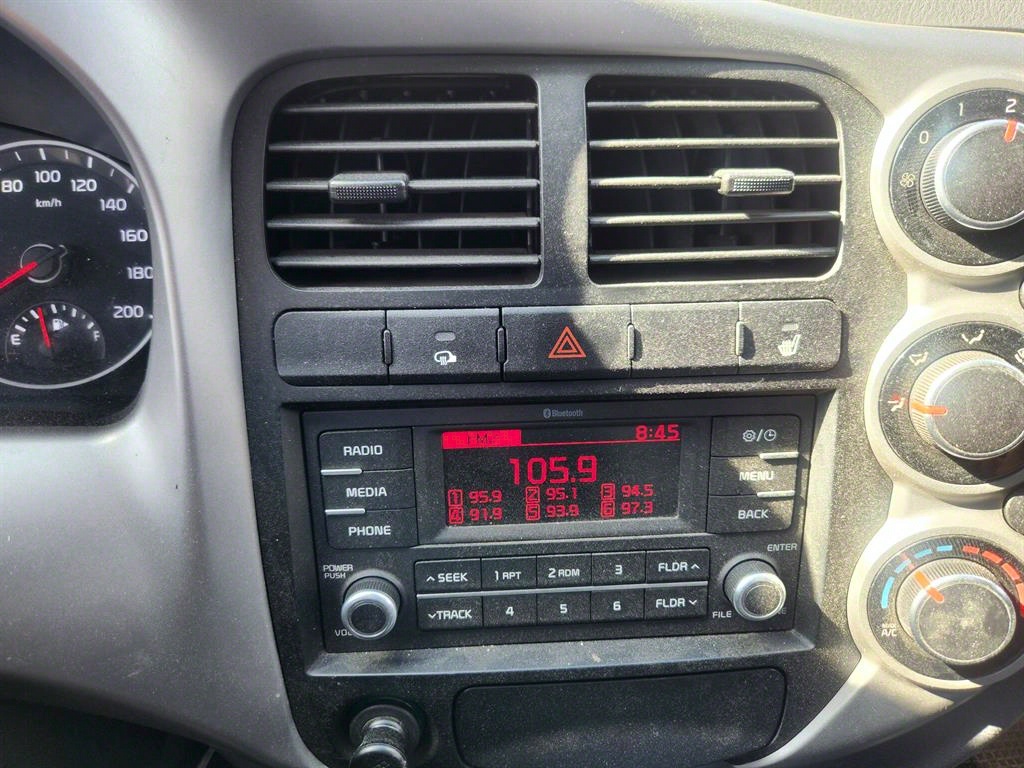 80 100 120
km/h
140
160
180
200
E F
0 1 2
Bluetooth
RADIO
MEDIA
PHONE
8:45
105.9
1 95.9 2 95.1 3 94.5
4 91.9 5 93.9 6 97.3
MENU
BACK
POWER
PUSH
ENTER
SEEK 1 RPT 2 RDM 3 FLDR
TRACK 4 5 6 FLDR
FILE
MAX
A/C